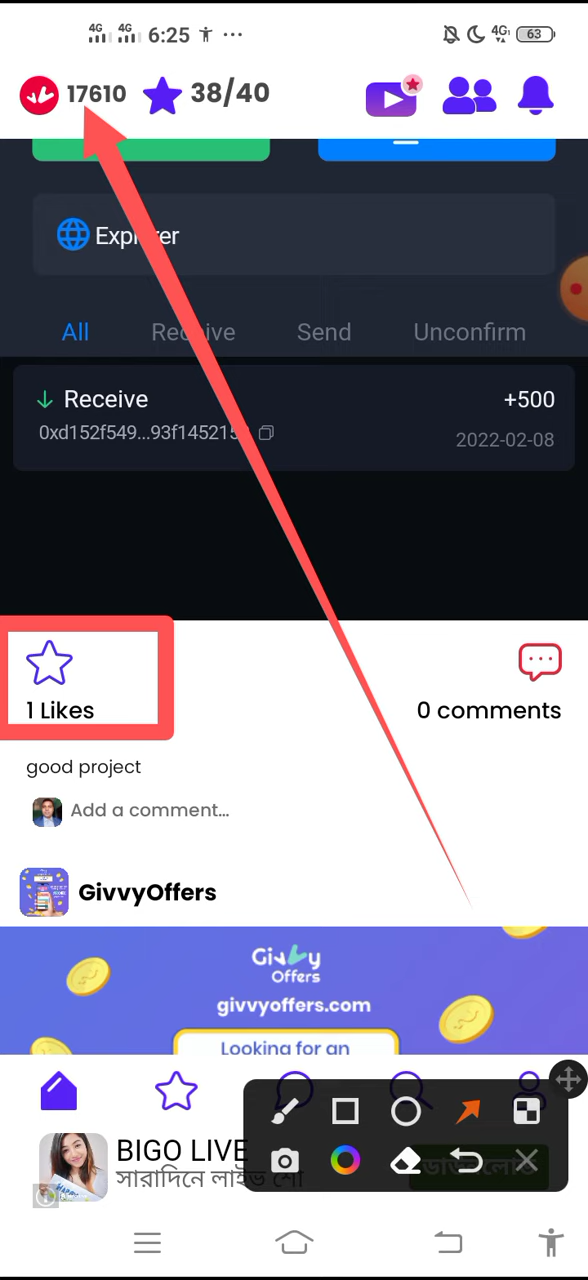 4G 4G 6:25 ... 4G 63
17610 38/40
Explorer
All Receive Send Unconfirm
Receive +500
0xd152f549...93f145215 2022-02-08
1 Likes 0 comments
good project
Add a comment...
GivvyOffers
Givvy
Offers
givvyoffers.com
Looking for an
BIGO LIVE
সারাদিনে লাইভ শো